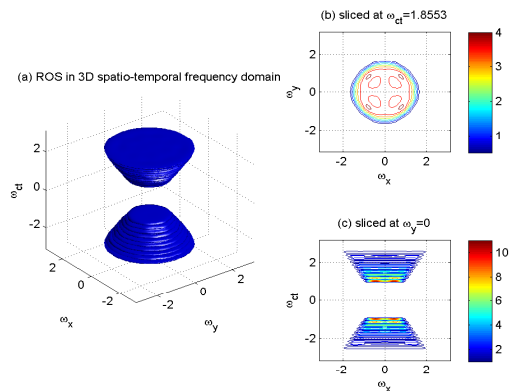 (a) ROS in 3D spatio-temporal frequency domain
2
0
-2
ω_ct
2
0
-2
ω_x
-2
0
2
ω_y
(b) sliced at ω_ct=1.8553
2
0
-2
ω_y
-2 0 2
ω_x
4
3
2
1
(c) sliced at ω_y=0
2
0
-2
ω_ct
-2 0 2
ω_x
10
8
6
4
2